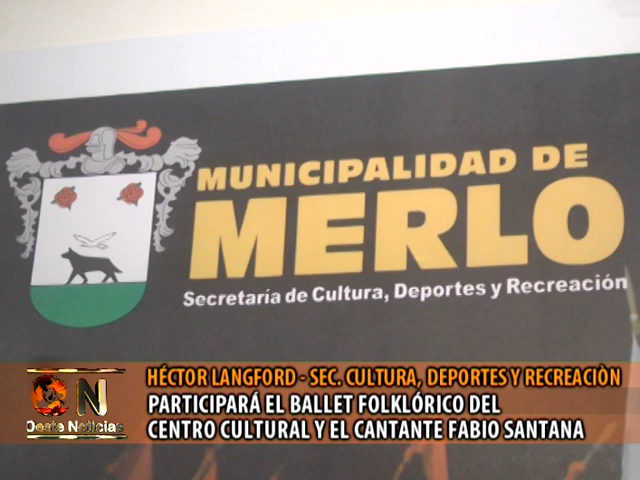 MUNICIPALIDAD DE
MERLO
Secretaría de Cultura, Deportes y Recreación
HÉCTOR LANGFORD - SEC. CULTURA, DEPORTES Y RECREACIÒN
PARTICIPARÁ EL BALLET FOLKLÓRICO DEL
CENTRO CULTURAL Y EL CANTANTE FABIO SANTANA
ON
Oeste Noticias